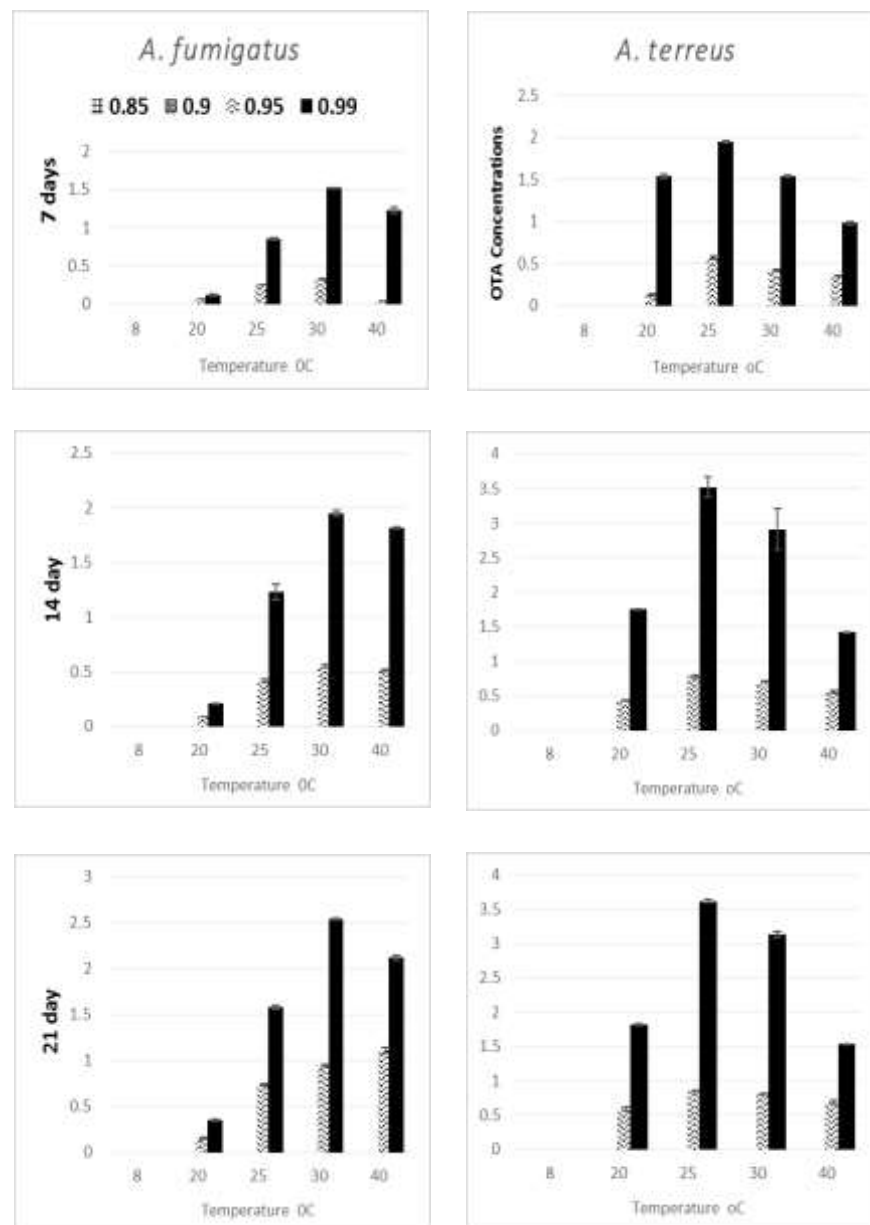 A. fumigatus
0.85 0.9 0.95 0.99
7 days
2
1.5
1
0.5
0
8 20 25 30 40
Temperature 0C
A. terreus
OTA Concentrations
2.5
2
1.5
1
0.5
0
8 20 25 30 40
Temperature oC
14 day
2.5
2
1.5
1
0.5
0
8 20 25 30 40
Temperature 0C
4
3.5
3
2.5
2
1.5
1
0.5
0
8 20 25 30 40
Temperature oC
21 day
3
2.5
2
1.5
1
0.5
0
8 20 25 30 40
Temperature 0C
4
3.5
3
2.5
2
1.5
1
0.5
0
8 20 25 30 40
Temperature oC